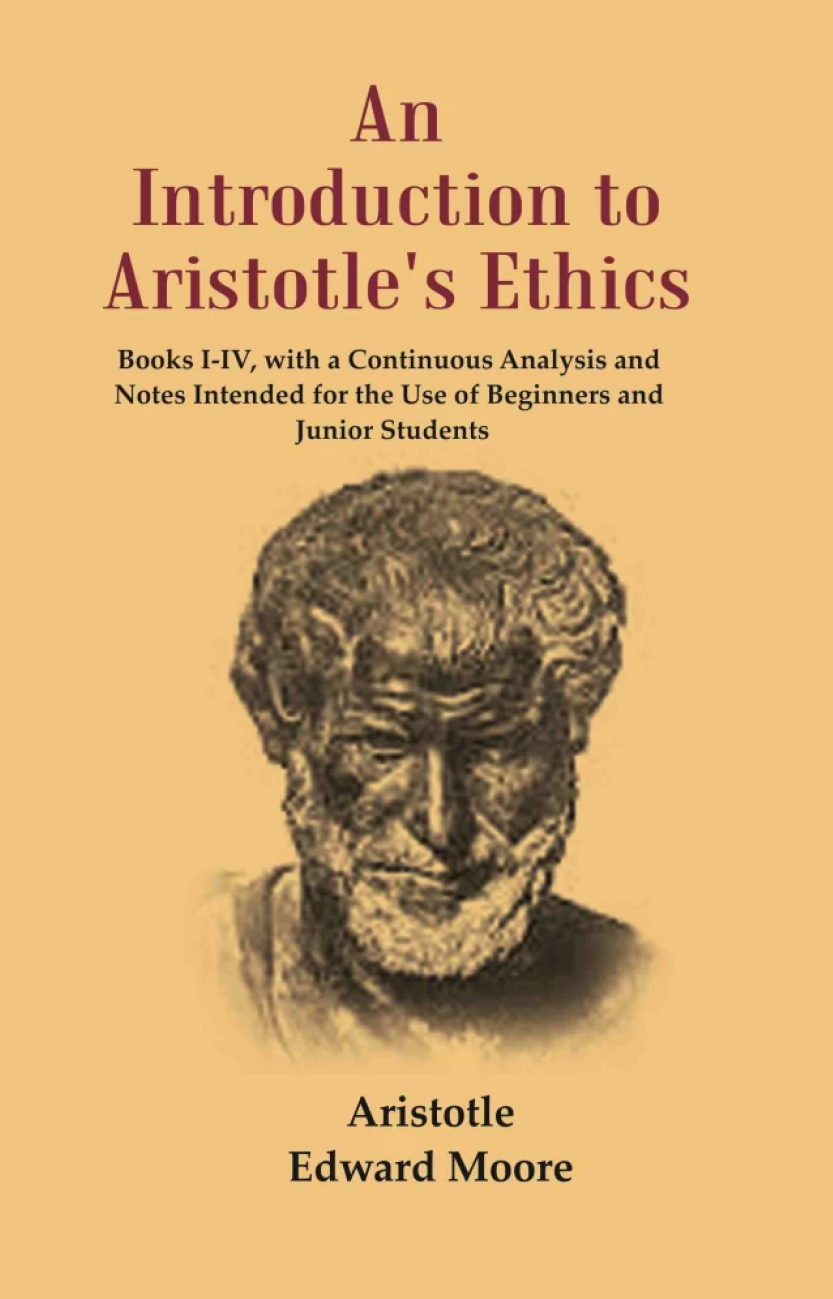 An
Introduction to
Aristotle's Ethics
Books I-IV, with a Continuous Analysis and
Notes Intended for the Use of Beginners and
Junior Students
Aristotle
Edward Moore